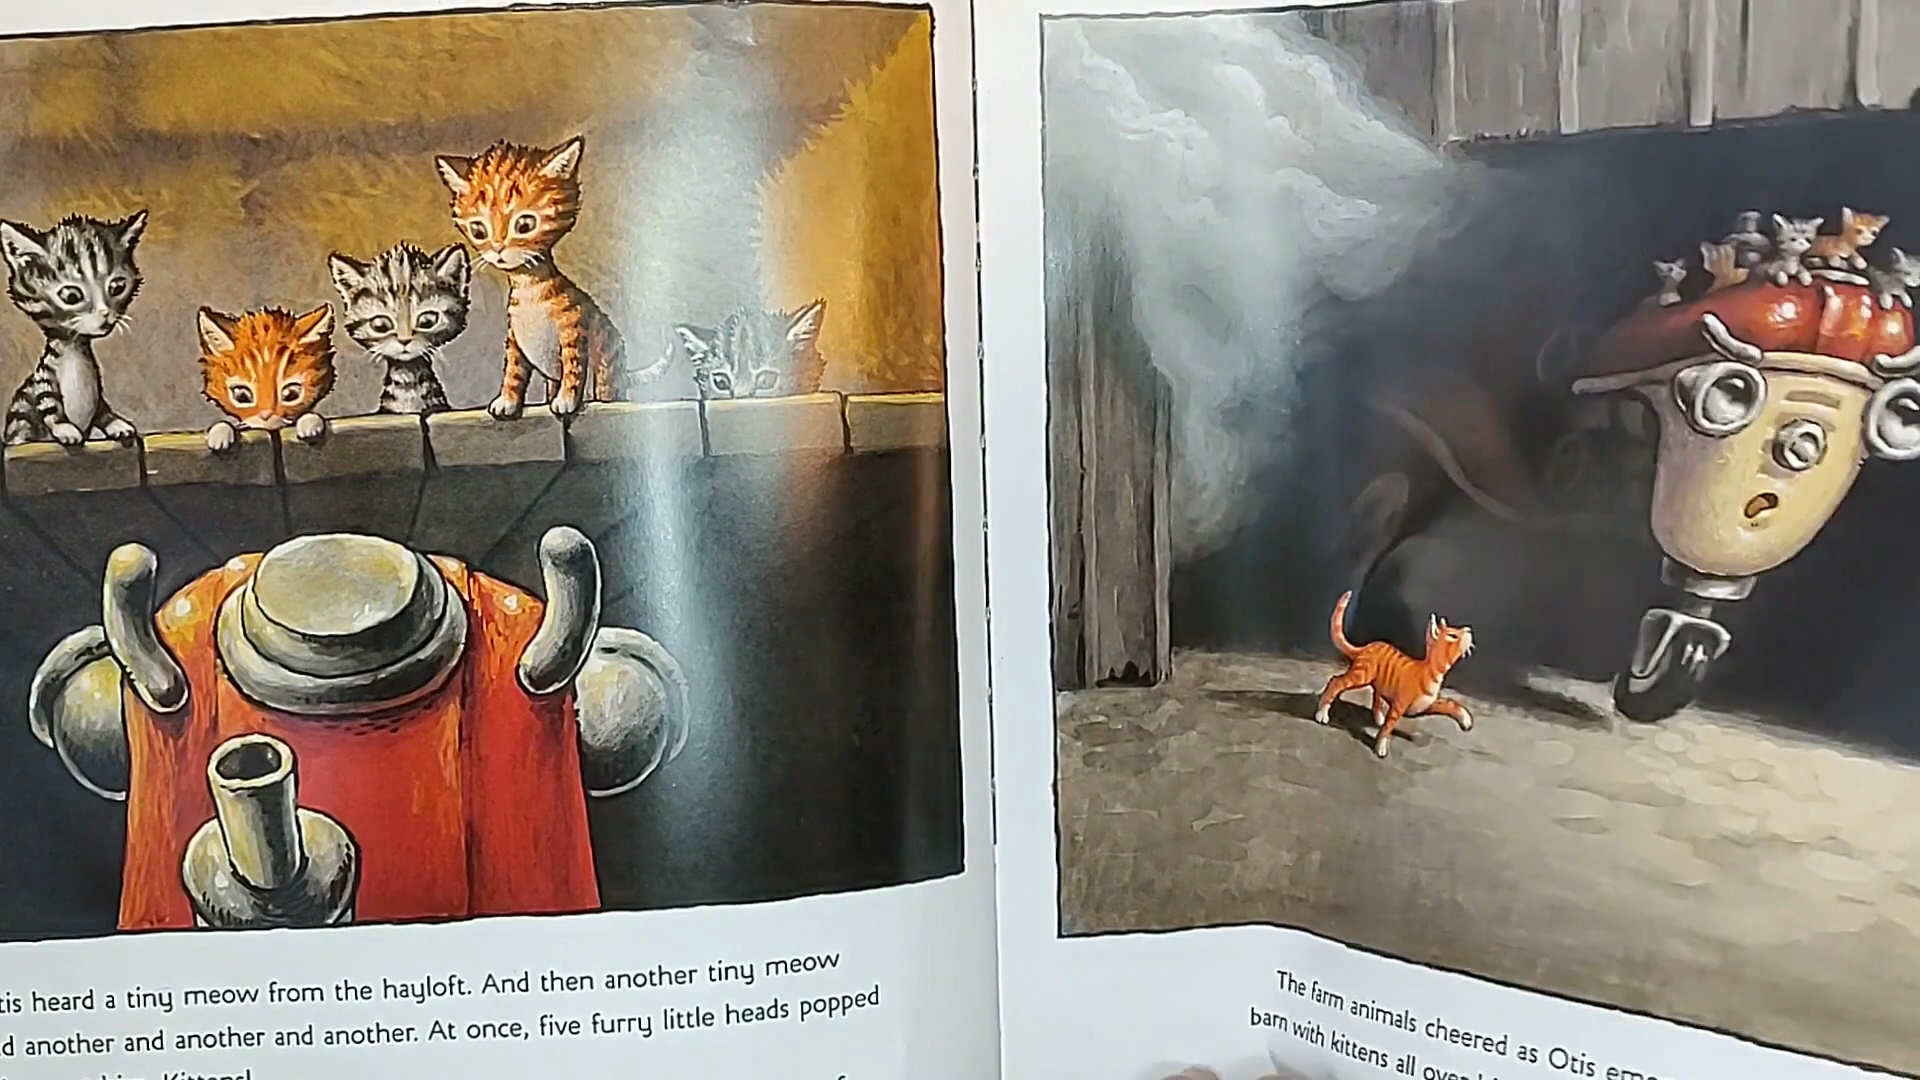 heard a tiny meow from the hayloft. And then another tiny meow
another and another and another. At once, five furry little heads popped
The farm animals cheered as Otis
barn with kittens all